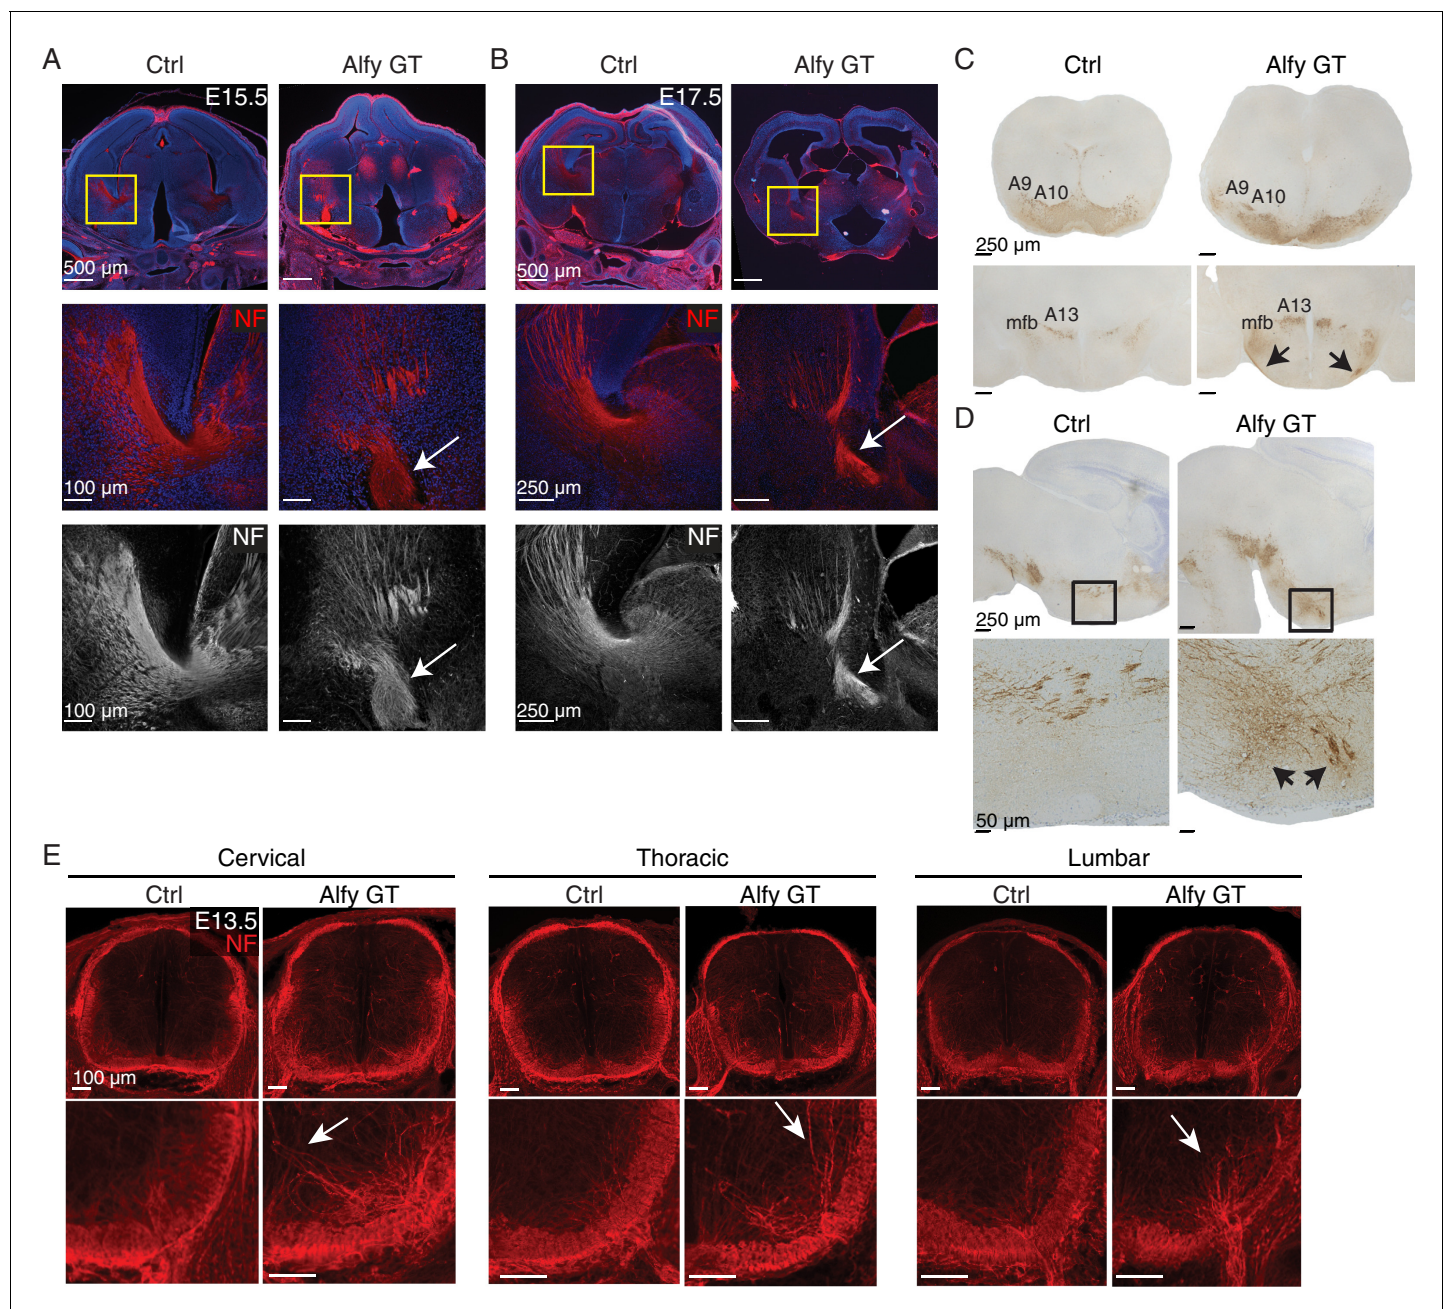 A
Ctrl
Alfy GT
E15.5
500 µm
NF
100 µm
NF
100 µm
B
Ctrl
Alfy GT
E17.5
500 µm
NF
250 µm
NF
250 µm
C
Ctrl
Alfy GT
A9
A10
250 µm
A9
A10
mfb
A13
mfb
A13
D
Ctrl
Alfy GT
250 µm
50 µm
E
Cervical
Thoracic
Lumbar
Ctrl
Alfy GT
Ctrl
Alfy GT
Ctrl
Alfy GT
E13.5
NF
100 µm